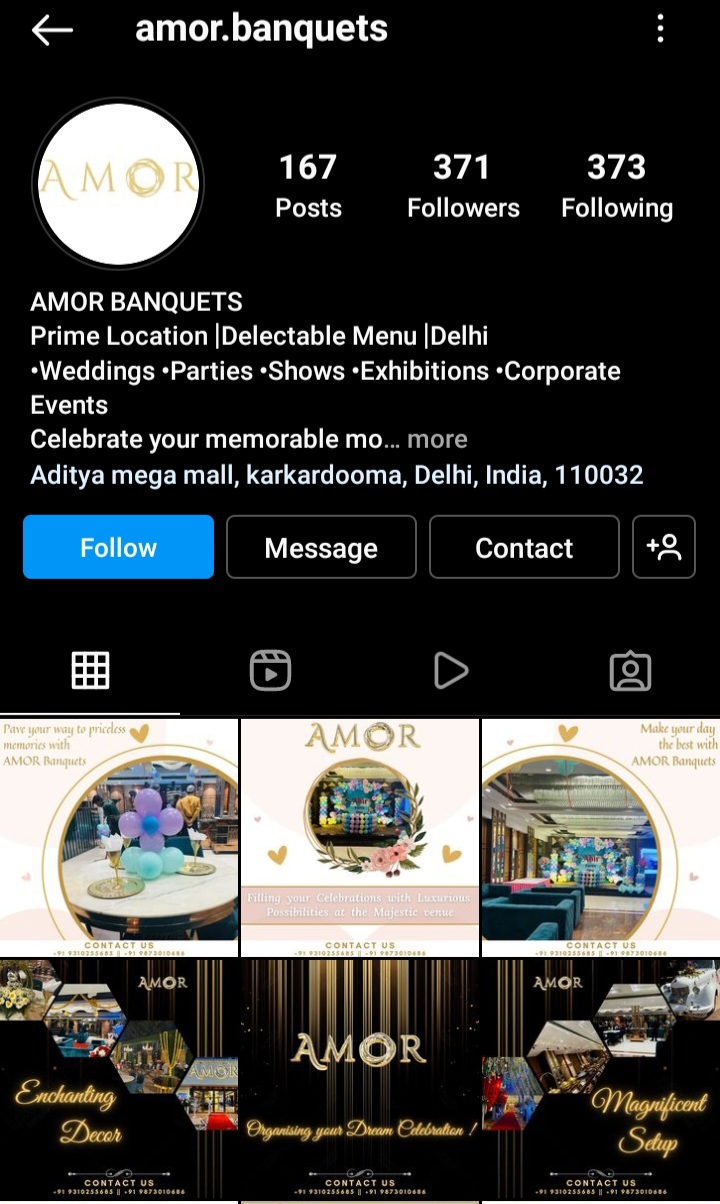 amor.banquets
AMOR
167
Posts
371
Followers
373
Following
AMOR BANQUETS
Prime Location |Delectable Menu |Delhi
•Weddings •Parties •Shows •Exhibitions •Corporate
Events
Celebrate your memorable mo... more
Aditya mega mall, karkardooma, Delhi, India, 110032
Follow
Message
Contact
Pave your way to priceless
memories with
AMOR Banquets
CONTACT US
+91 9310255685 || +91 9873010686
AMOR
Filling your Celebrations with Luxurious
Possibilities at the Majestic venue
CONTACT US
+91 9310255685 || +91 9873010686
Make your day
the best with
AMOR Banquets
CONTACT US
+91 9310255685 || +91 9873010686
AMOR
AMOR
Enchanting
Decor
CONTACT US
+91 9310255685 || +91 9873010686
AMOR
Organising your Dream Celebration !
CONTACT US
+91 9310255685 || +91 9873010686
AMOR
Magnificent
Setup
CONTACT US
+91 9310255685 || +91 9873010686